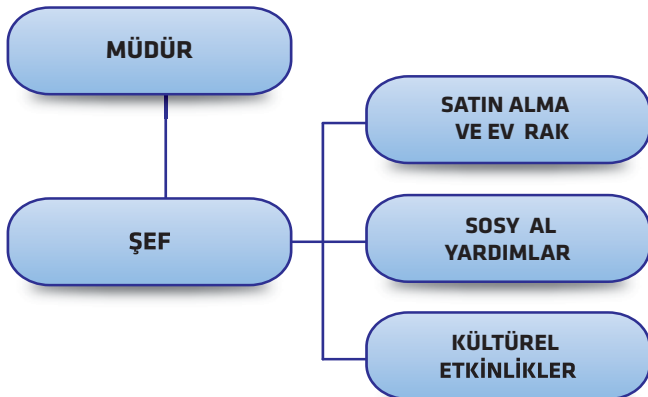 MÜDÜR
ŞEF
SATIN ALMA
VE EV RAK
SOSY AL
YARDIMLAR
KÜLTÜREL
ETKİNLİKLER